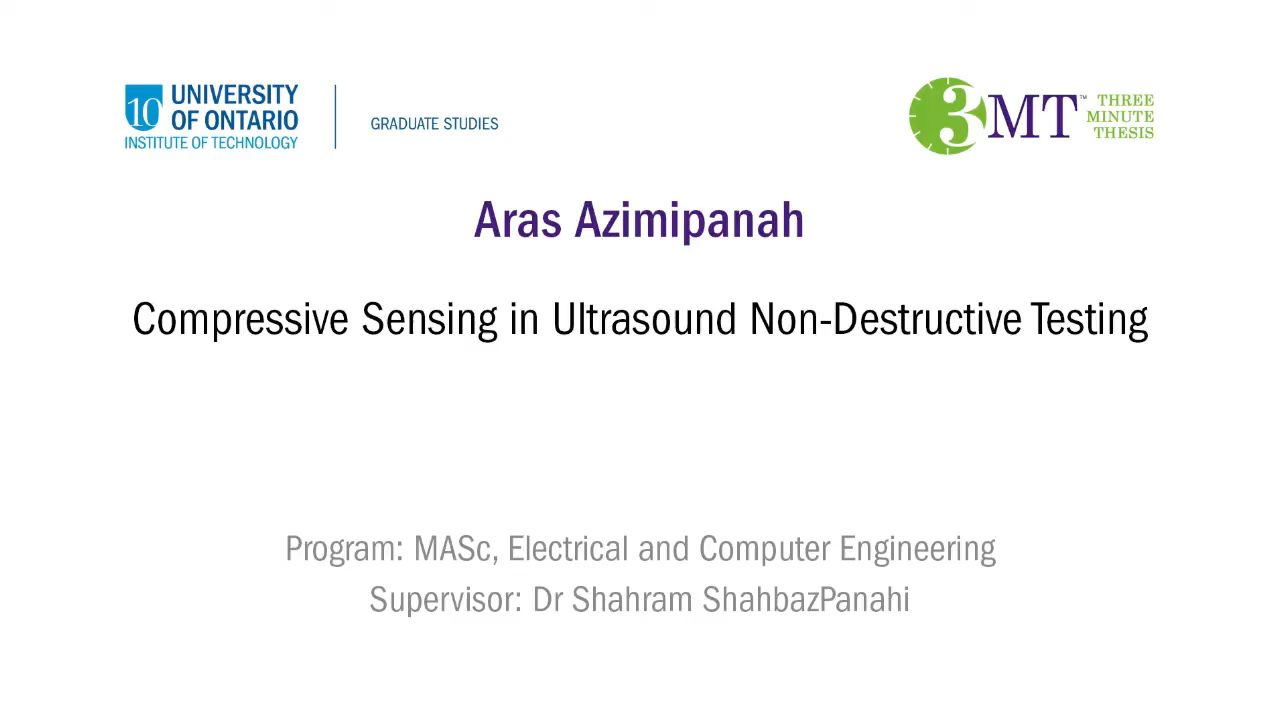 10 UNIVERSITY
OF ONTARIO
INSTITUTE OF TECHNOLOGY
GRADUATE STUDIES
3MT™ THREE
MINUTE
THESIS
Aras Azimipanah
Compressive Sensing in Ultrasound Non-Destructive Testing
Program: MASc, Electrical and Computer Engineering
Supervisor: Dr Shahram ShahbazPanahi